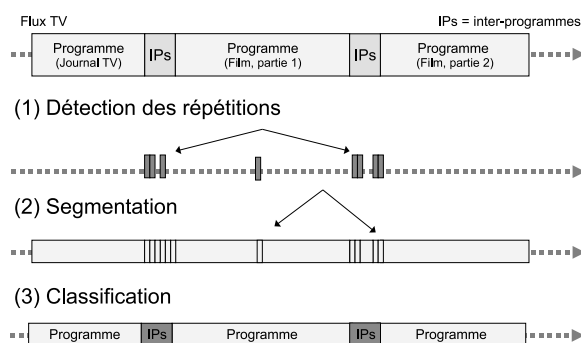 Flux TV IPs = inter-programmes
Programme IPs Programme IPs Programme
(Journal TV) (Film, partie 1) (Film, partie 2)
(1) Détection des répétitions
(2) Segmentation
(3) Classification
Programme IPs Programme IPs Programme